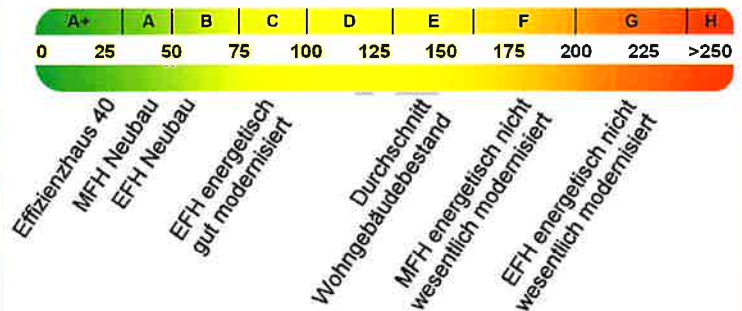 A+ A B C D E F G H
0 25 50 75 100 125 150 175 200 225 >250
Effizienzhaus 40
MFH Neubau
EFH Neubau
EFH energetisch
gut modernisiert
Durchschnitt
Wohngebäudebestand
MFH energetisch nicht
wesentlich modernisiert
EFH energetisch nicht
wesentlich modernisiert